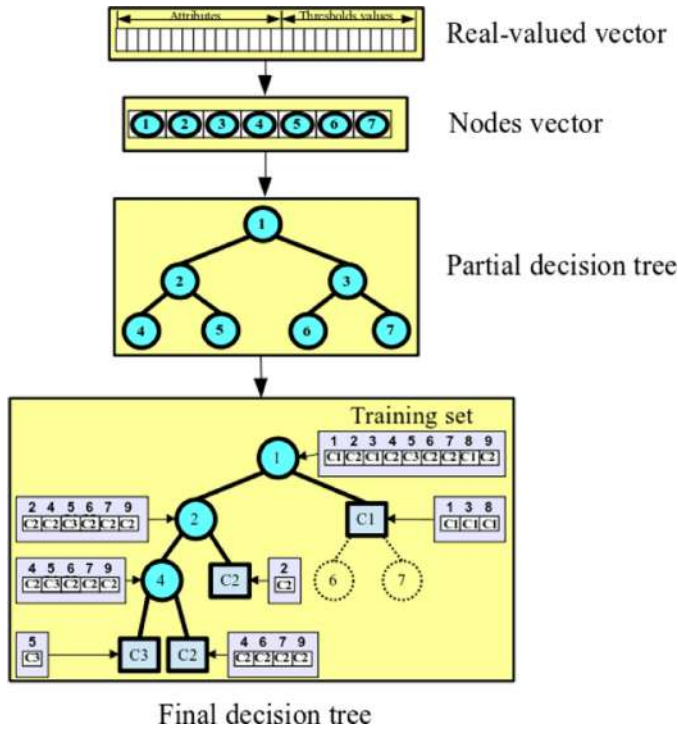 Attributes Thresholds values
Real-valued vector
1 2 3 4 5 6 7
Nodes vector
1
2 3
4 5 6 7
Partial decision tree
Training set
1 2 3 4 5 6 7 8 9
C1 C2 C1 C2 C3 C2 C2 C1 C2
1
2 4 5 6 7 9
C2 C2 C3 C2 C2 C2
2
C1
1 3 8
C1 C1 C1
4 5 6 7 9
C2 C3 C2 C2 C2
4
C2
2
C2
6
7
5
C3
C3
C2
4 6 7 9
C2 C2 C2 C2
Final decision tree